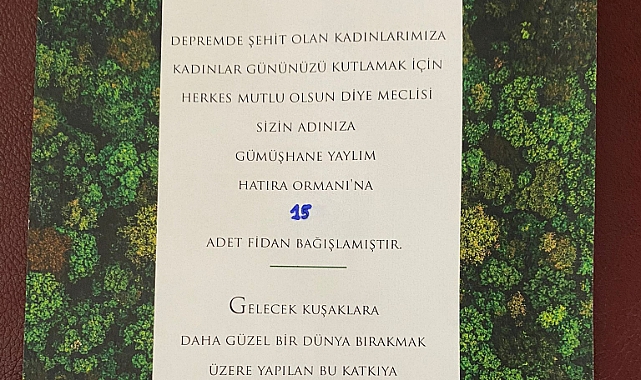 DEPREMDE ŞEHİT OLAN KADINLARIMIZA
KADINLAR GÜNÜNÜZÜ KUTLAMAK İÇİN
HERKES MUTLU OLSUN DİYE MECLİSİ
SİZİN ADINIZA
GÜMÜŞHANE YAYLIM
HATIRA ORMANI'NA
15
ADET FİDAN BAĞIŞLAMIŞTIR.
GELECEK KUŞAKLARA
DAHA GÜZEL BİR DÜNYA BIRAKMAK
ÜZERE YAPILAN BU KATKIYA